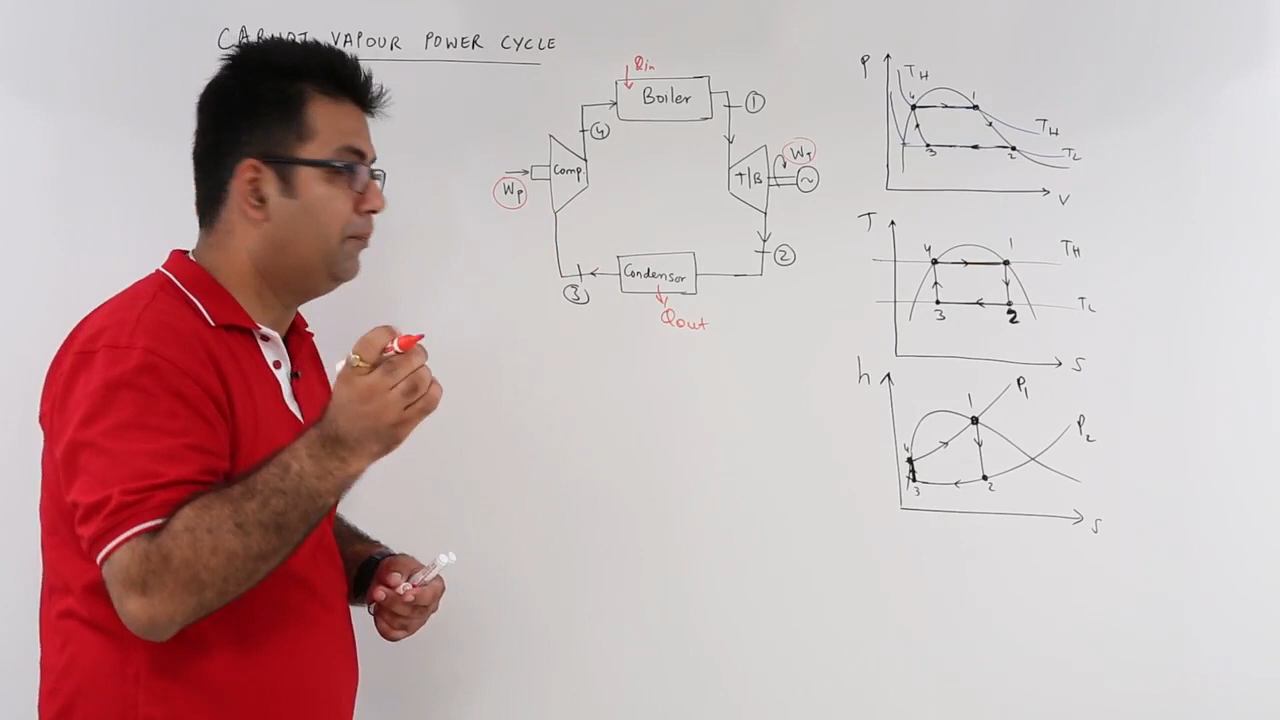 CARNOT VAPOUR POWER CYCLE
Qin
Boiler
1
4
Comp.
Wp
T/B
WT
~
2
Condensor
3
Qout
P
TH
4
1
TH
3
2
TL
V
T
4
1
TH
3
2
TL
S
h
P1
1
P2
4
3
2
S